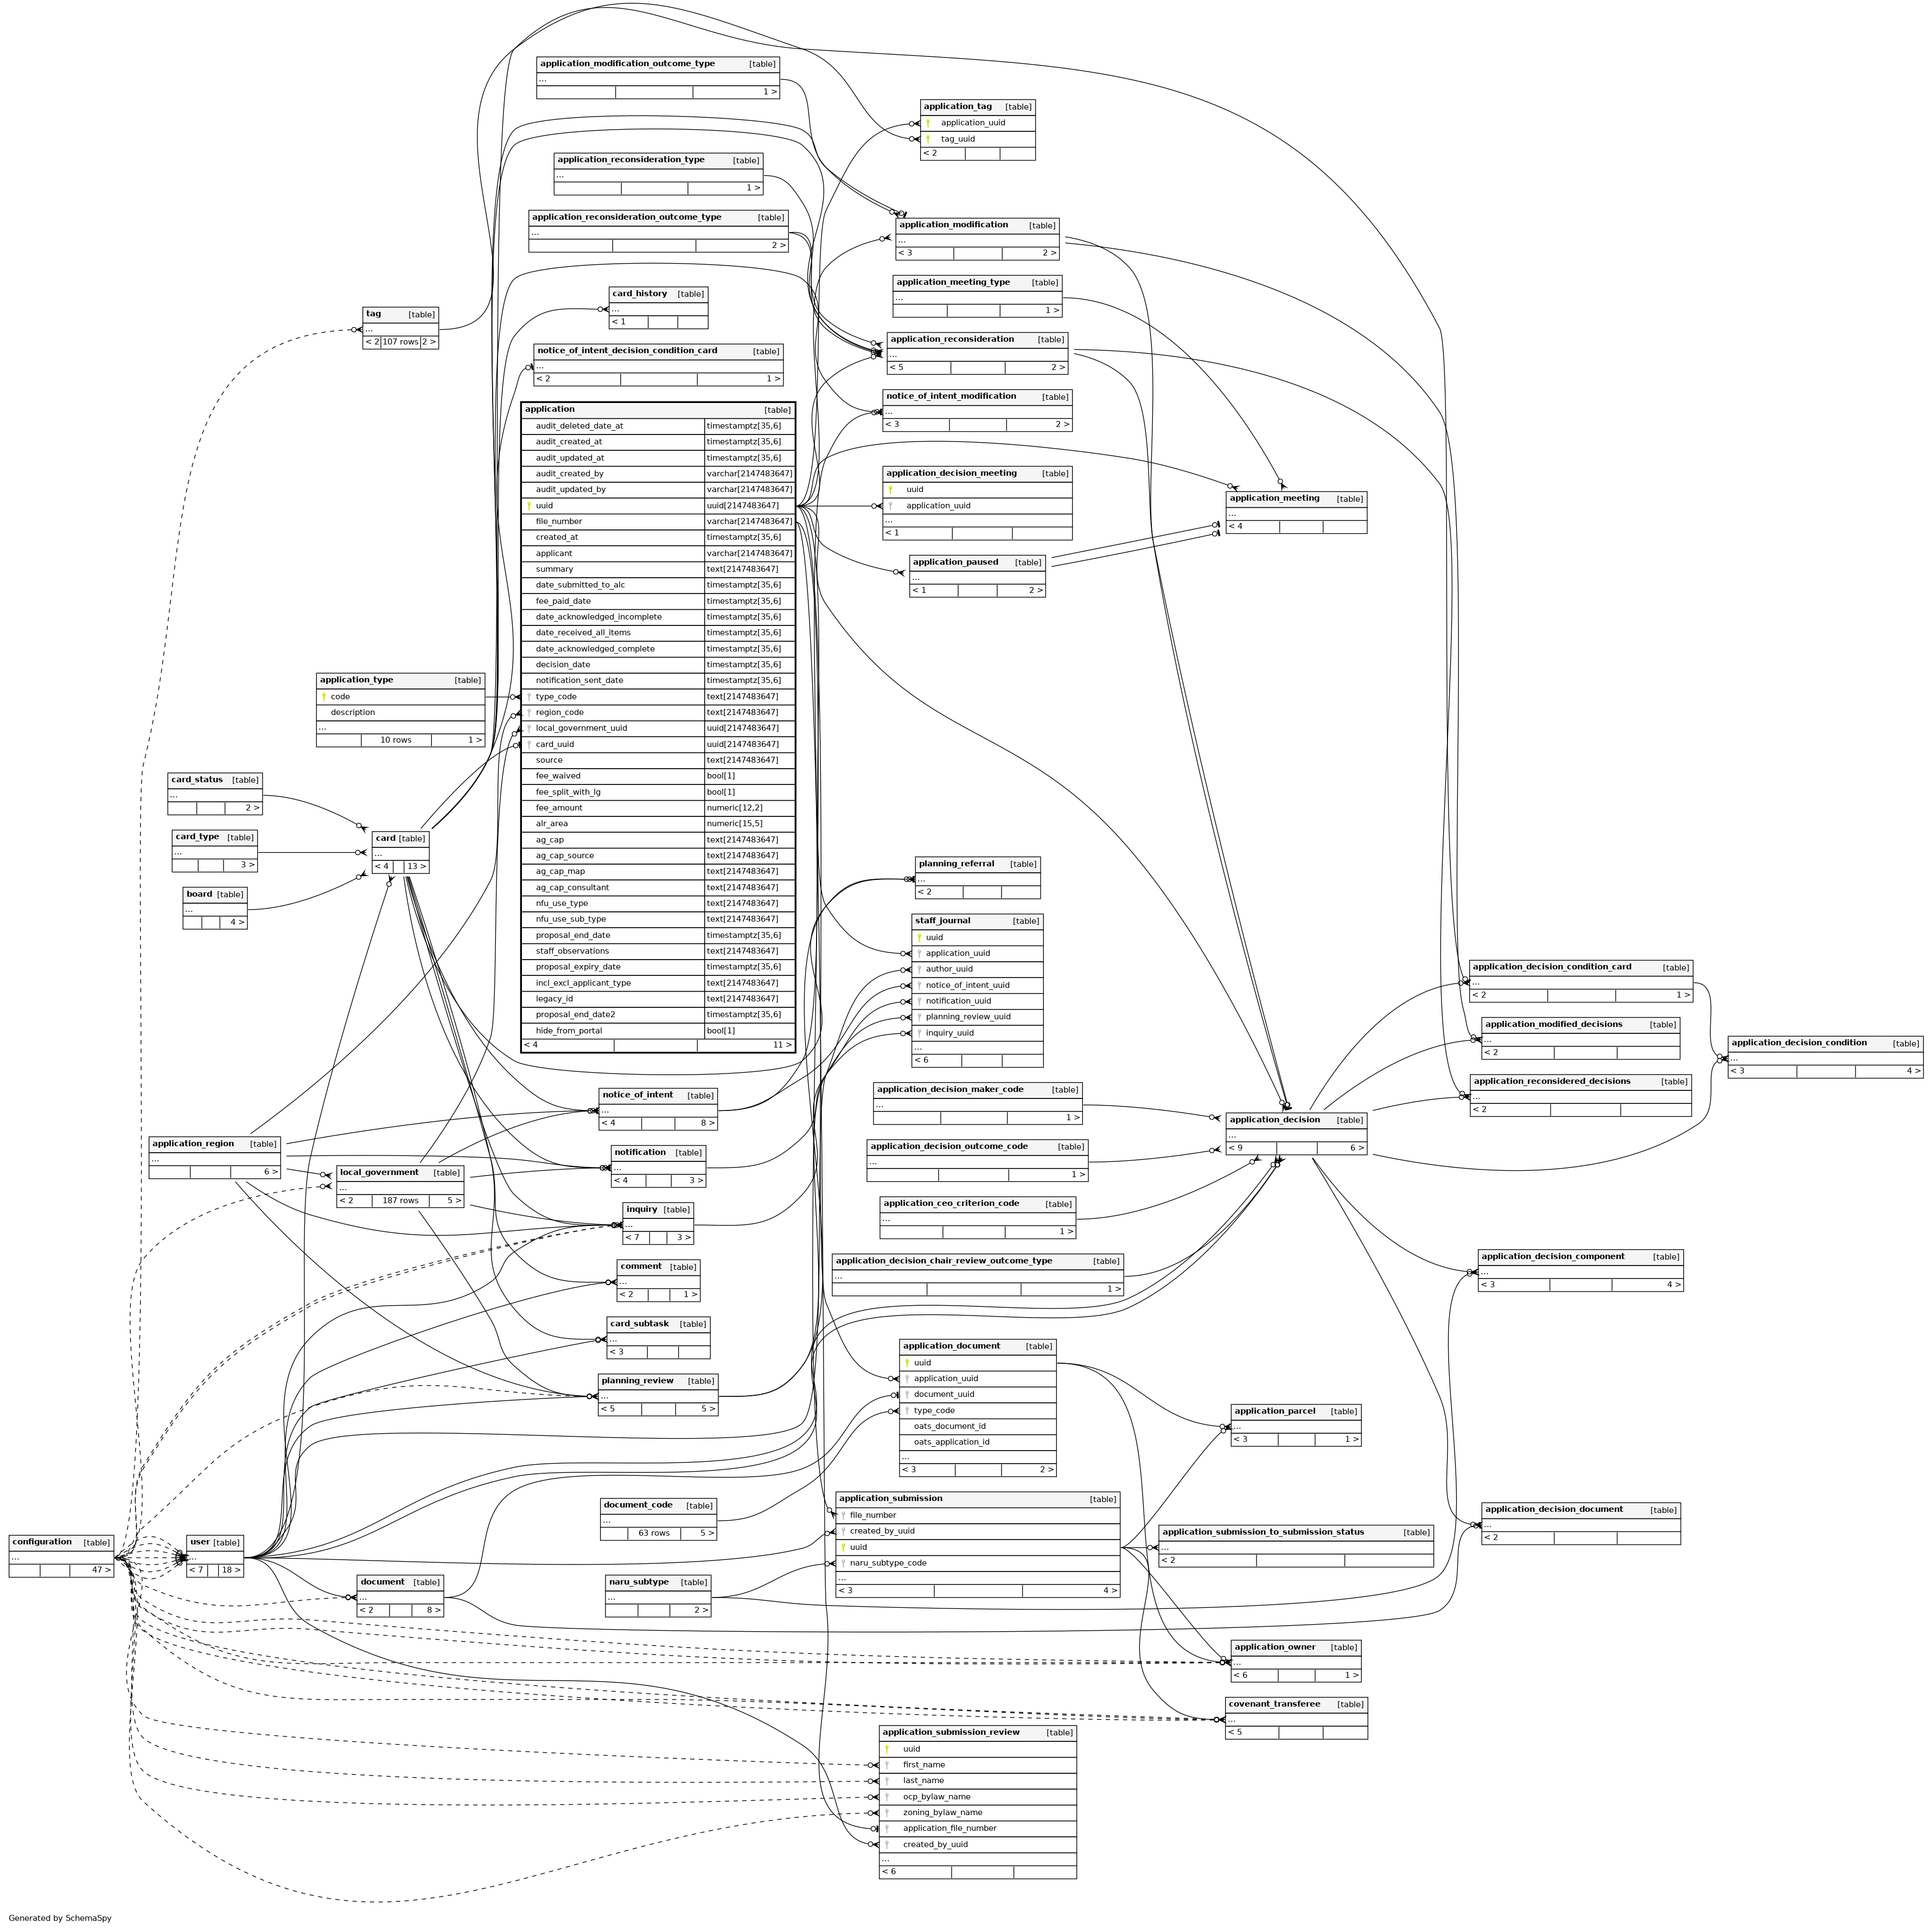 application_modification_outcome_type [table]
...
1 >
application_tag [table]
application_uuid
tag_uuid
< 2
application_reconsideration_type [table]
...
1 >
application_reconsideration_outcome_type [table]
...
2 >
application_modification [table]
...
< 3 2 >
application_meeting_type [table]
...
1 >
card_history [table]
...
< 1
tag [table]
...
< 2 107 rows 2 >
application_reconsideration [table]
...
< 5 2 >
notice_of_intent_decision_condition_card [table]
...
< 2 1 >
notice_of_intent_modification [table]
...
< 3 2 >
application [table]
audit_deleted_date_at timestamptz[35,6]
audit_created_at timestamptz[35,6]
audit_updated_at timestamptz[35,6]
audit_created_by varchar[2147483647]
audit_updated_by varchar[2147483647]
uuid uuid[2147483647]
file_number varchar[2147483647]
created_at timestamptz[35,6]
applicant varchar[2147483647]
summary text[2147483647]
date_submitted_to_alc timestamptz[35,6]
fee_paid_date timestamptz[35,6]
date_acknowledged_incomplete timestamptz[35,6]
date_received_all_items timestamptz[35,6]
date_acknowledged_complete timestamptz[35,6]
decision_date timestamptz[35,6]
notification_sent_date timestamptz[35,6]
type_code text[2147483647]
region_code text[2147483647]
local_government_uuid uuid[2147483647]
card_uuid uuid[2147483647]
source text[2147483647]
fee_waived bool[1]
fee_split_with_lg bool[1]
fee_amount numeric[12,2]
alr_area numeric[15,5]
ag_cap text[2147483647]
ag_cap_source text[2147483647]
ag_cap_map text[2147483647]
ag_cap_consultant text[2147483647]
nfu_use_type text[2147483647]
nfu_use_sub_type text[2147483647]
proposal_end_date timestamptz[35,6]
staff_observations text[2147483647]
proposal_expiry_date timestamptz[35,6]
incl_excl_applicant_type text[2147483647]
legacy_id text[2147483647]
proposal_end_date2 timestamptz[35,6]
hide_from_portal bool[1]
< 4 11 >
application_decision_meeting [table]
uuid
application_uuid
...
< 1
application_meeting [table]
...
< 4
application_paused [table]
...
< 1 2 >
application_type [table]
code
description
...
10 rows 1 >
card_status [table]
...
2 >
card_type [table]
...
3 >
card [table]
...
< 4 13 >
board [table]
...
4 >
planning_referral [table]
...
< 2
staff_journal [table]
uuid
application_uuid
author_uuid
notice_of_intent_uuid
notification_uuid
planning_review_uuid
inquiry_uuid
...
< 6
application_decision_condition_card [table]
...
< 2 1 >
application_modified_decisions [table]
...
< 2
application_decision_condition [table]
...
< 3 4 >
application_reconsidered_decisions [table]
...
< 2
notice_of_intent [table]
...
< 4 8 >
application_decision_maker_code [table]
...
1 >
application_decision [table]
...
< 9 6 >
application_region [table]
...
6 >
notification [table]
...
< 4 3 >
application_decision_outcome_code [table]
...
1 >
local_government [table]
...
< 2 187 rows 5 >
inquiry [table]
...
< 7 3 >
application_ceo_criterion_code [table]
...
1 >
comment [table]
...
< 2 1 >
application_decision_chair_review_outcome_type [table]
...
1 >
application_decision_component [table]
...
< 3 4 >
card_subtask [table]
...
< 3
planning_review [table]
...
< 5 5 >
application_document [table]
uuid
application_uuid
document_uuid
type_code
oats_document_id
oats_application_id
...
< 3 2 >
application_parcel [table]
...
< 3 1 >
document_code [table]
...
63 rows 5 >
application_submission [table]
file_number
created_by_uuid
uuid
naru_subtype_code
...
< 3 4 >
application_decision_document [table]
...
< 2
application_submission_to_submission_status [table]
...
< 2
configuration [table]
...
47 >
user [table]
...
< 7 18 >
document [table]
...
< 2 8 >
naru_subtype [table]
...
2 >
application_owner [table]
...
< 6 1 >
covenant_transferee [table]
...
< 5
application_submission_review [table]
uuid
first_name
last_name
ocp_bylaw_name
zoning_bylaw_name
application_file_number
created_by_uuid
...
< 6
Generated by SchemaSpy